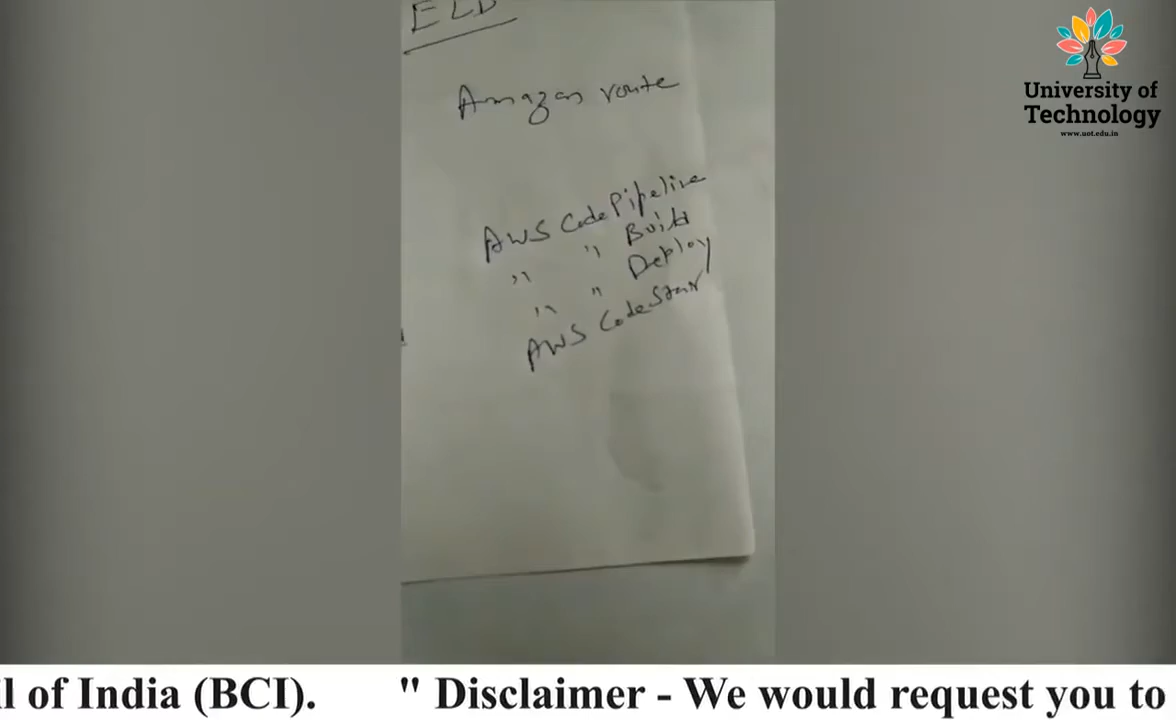 ELB
Amazon route
AWS CodePipeline
" " Build
" " Deploy
AWS CodeStar
University of
Technology
www.uot.edu.in
l of India (BCI). " Disclaimer - We would request you to